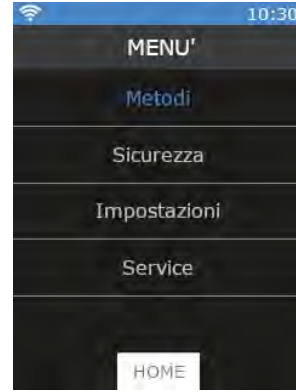 10:30
MENU'
Metodi
Sicurezza
Impostazioni
Service
HOME